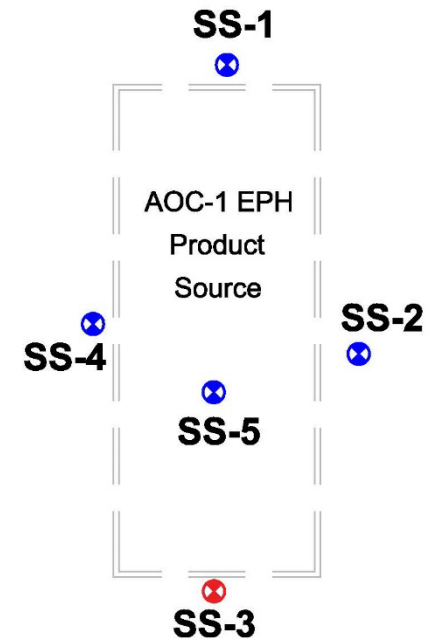 SS-1
AOC-1 EPH
Product
Source
SS-2
SS-4
SS-5
SS-3